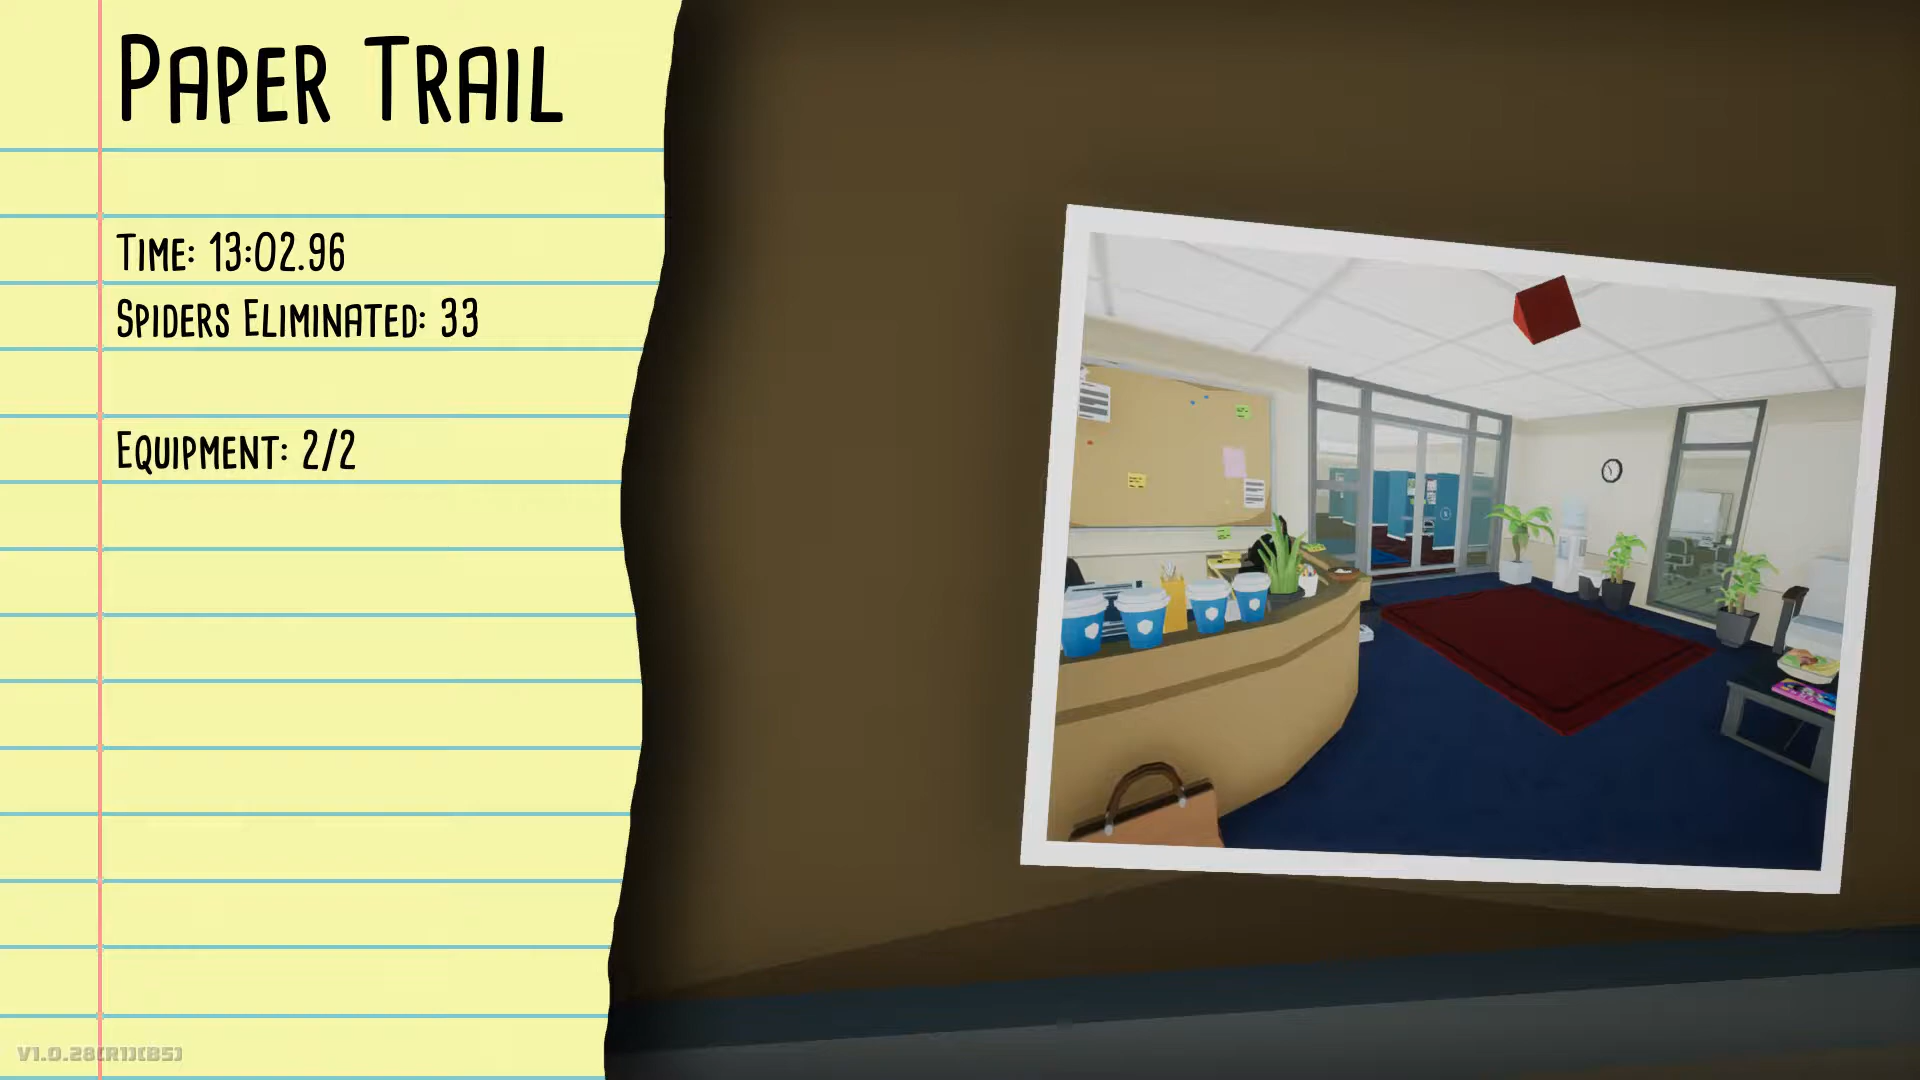 Paper Trail
Time: 13:02.96
Spiders Eliminated: 33
Equipment: 2/2
V1.0.28(R1)(B5)